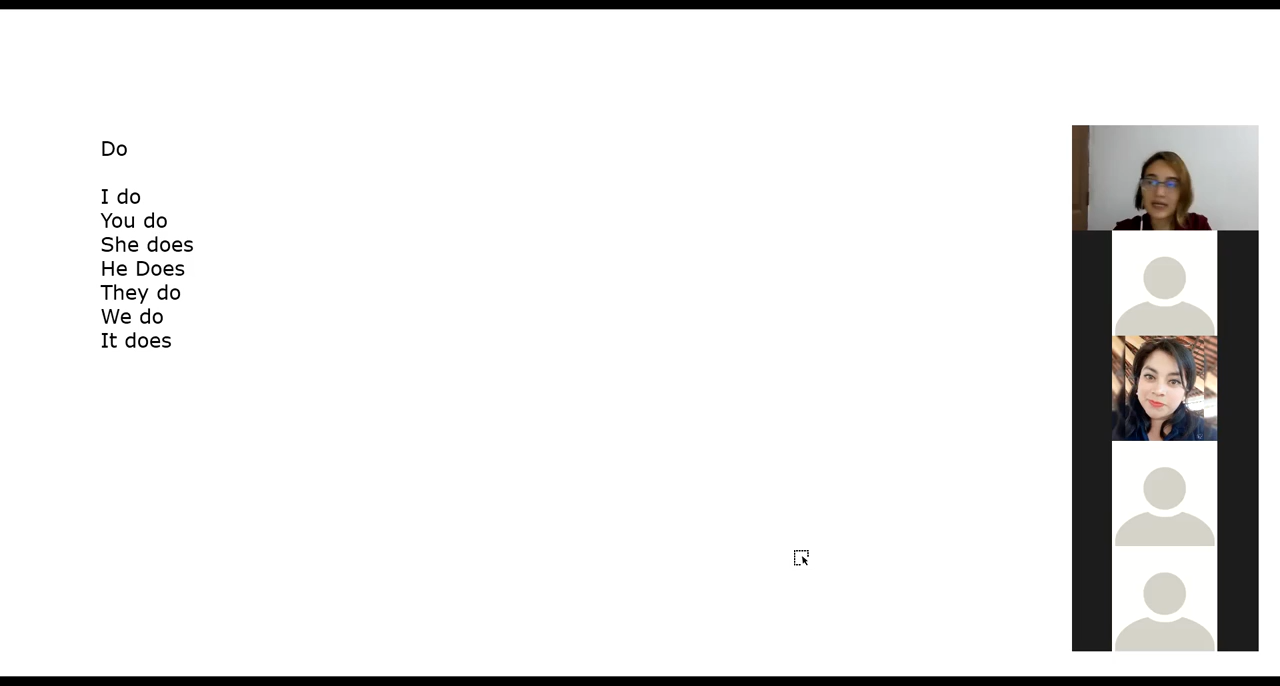 Do
I do
You do
She does
He Does
They do
We do
It does